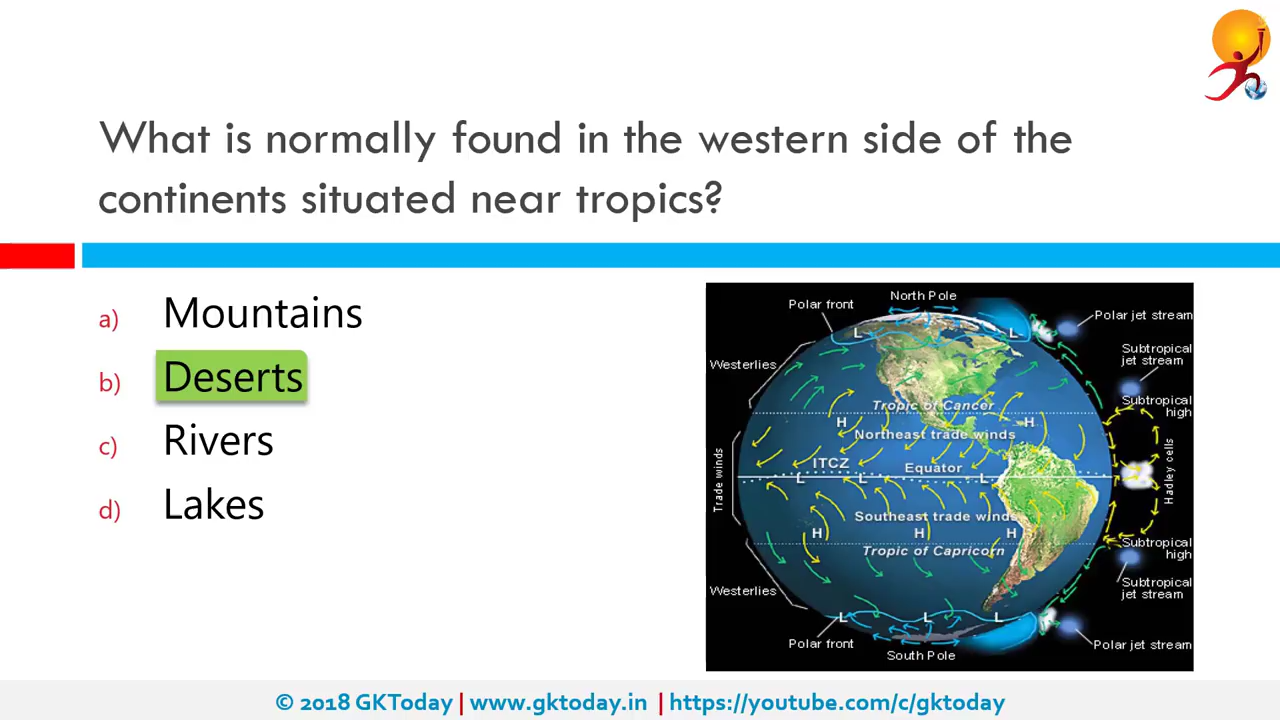 What is normally found in the western side of the
continents situated near tropics?
a) Mountains
b) Deserts
c) Rivers
d) Lakes
North Pole
Polar front
Polar jet stream
L
L
Subtropical
jet stream
Westerlies
Subtropical
high
Tropic of Cancer
H
H
Northeast trade winds
Trade winds
ITCZ
Equator
Hadley cells
L
L
L
Southeast trade winds
H
H
H
Tropic of Capricorn
Subtropical
high
Subtropical
jet stream
Westerlies
L
L
L
Polar front
Polar jet stream
South Pole
© 2018 GKToday | www.gktoday.in | https://youtube.com/c/gktoday